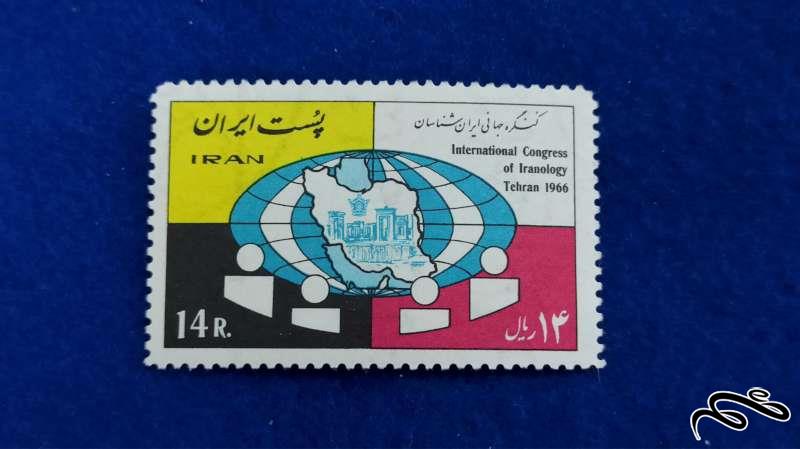 پست ایران
IRAN
کنگره جهانی ایران شناسان
International Congress
of Iranology
Tehran 1966
14 R.
۱۴ ریال